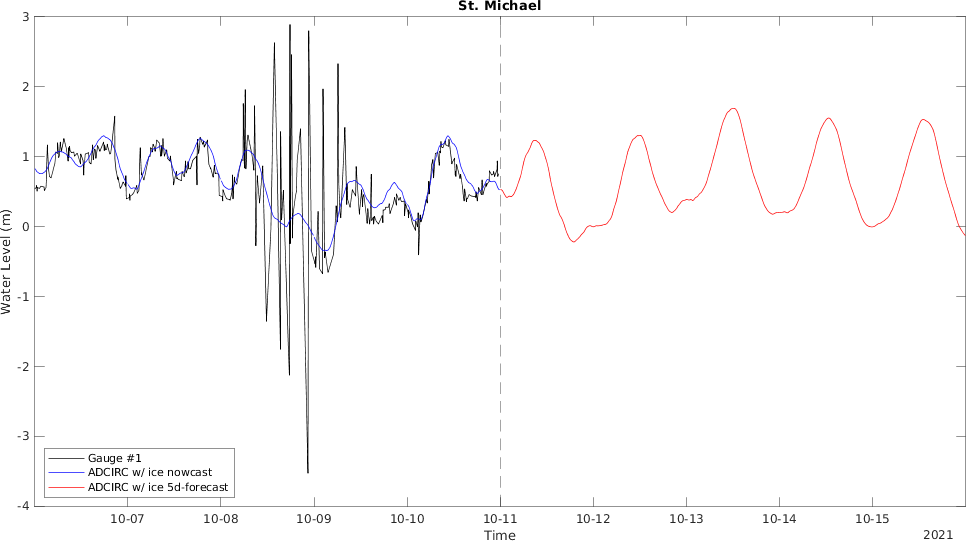 St. Michael
3
2
1
0
-1
-2
-3
-4
Water Level (m)
Gauge #1
ADCIRC w/ ice nowcast
ADCIRC w/ ice 5d-forecast
10-07 10-08 10-09 10-10 10-11 10-12 10-13 10-14 10-15
Time
2021